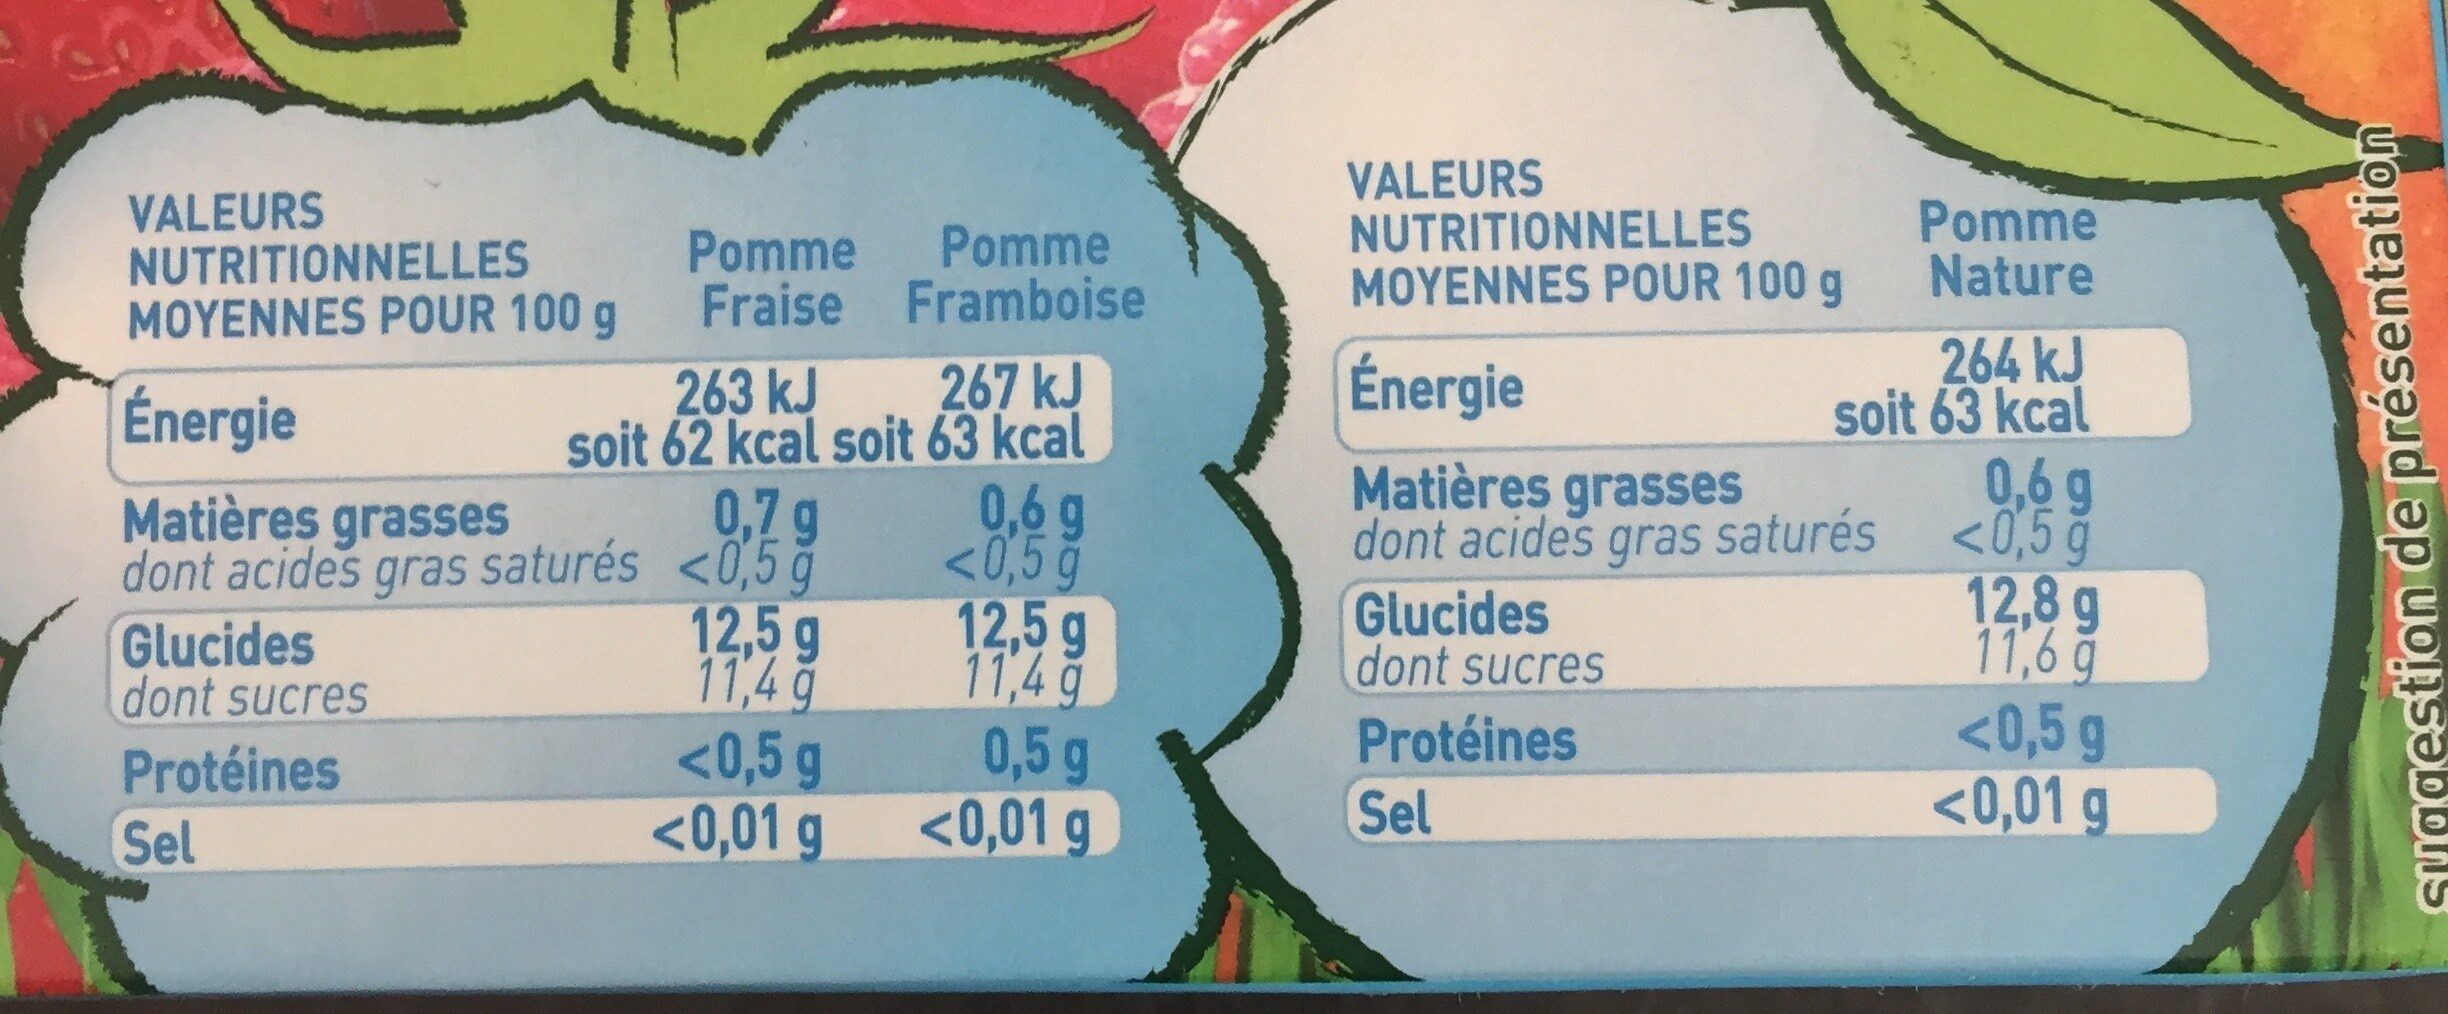 VALEURS
NUTRITIONNELLES
MOYENNES POUR 100 g
Pomme Fraise
Pomme Framboise
Énergie 263 kJ 267 kJ
soit 62 kcal soit 63 kcal
Matières grasses 0,7 g 0,6 g
dont acides gras saturés <0,5 g <0,5 g
Glucides 12,5 g 12,5 g
dont sucres 11,4 g 11,4 g
Protéines <0,5 g 0,5 g
Sel <0,01 g <0,01 g
VALEURS
NUTRITIONNELLES
MOYENNES POUR 100 g
Pomme
Nature
Énergie 264 kJ
soit 63 kcal
Matières grasses 0,6 g
dont acides gras saturés <0,5 g
Glucides 12,8 g
dont sucres 11,6 g
Protéines <0,5 g
Sel <0,01 g
suggestion de présentation